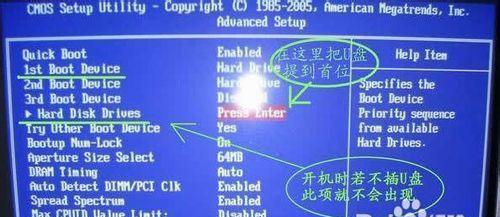 CMOS Setup Utility - Copyright (C) 1985-2005, American Megatrends, Inc.
Advanced Setup
Quick Boot Enabled
1st Boot Device Hard Drive
2nd Boot Device Hard Drive
3rd Boot Device
▶ Hard Disk Drives Press Enter
Try Other Boot Device Yes
Bootup Num-Lock On
Aperture Size Select 64MB
DRAM Timing Auto
Auto Detect DIMM/PCI Clk Enabled
Spread Spectrum Enabled
Max CPUID Value Limit: Disabled
在这里把U盘
提到首位
开机时若不插U盘
此项就不会出现
Help Item
Specifies the
Boot Device
Priority sequence
from available
Hard Drives.